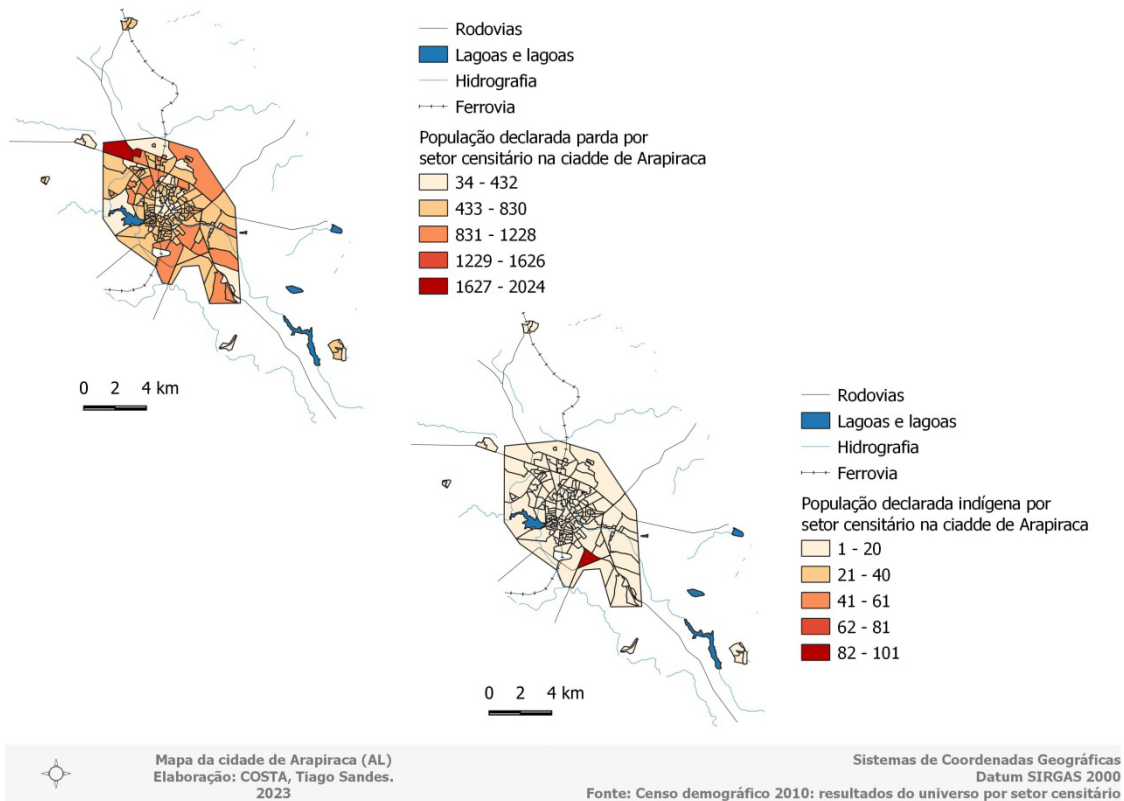 Rodovias
Lagoas e lagoas
Hidrografia
Ferrovia
População declarada parda por
setor censitário na ciadde de Arapiraca
34 - 432
433 - 830
831 - 1228
1229 - 1626
1627 - 2024
0 2 4 km
Rodovias
Lagoas e lagoas
Hidrografia
Ferrovia
População declarada indígena por
setor censitário na ciadde de Arapiraca
1 - 20
21 - 40
41 - 61
62 - 81
82 - 101
0 2 4 km
Mapa da cidade de Arapiraca (AL)
Elaboração: COSTA, Tiago Sandes.
2023
Sistemas de Coordenadas Geográficas
Datum SIRGAS 2000
Fonte: Censo demográfico 2010: resultados do universo por setor censitário